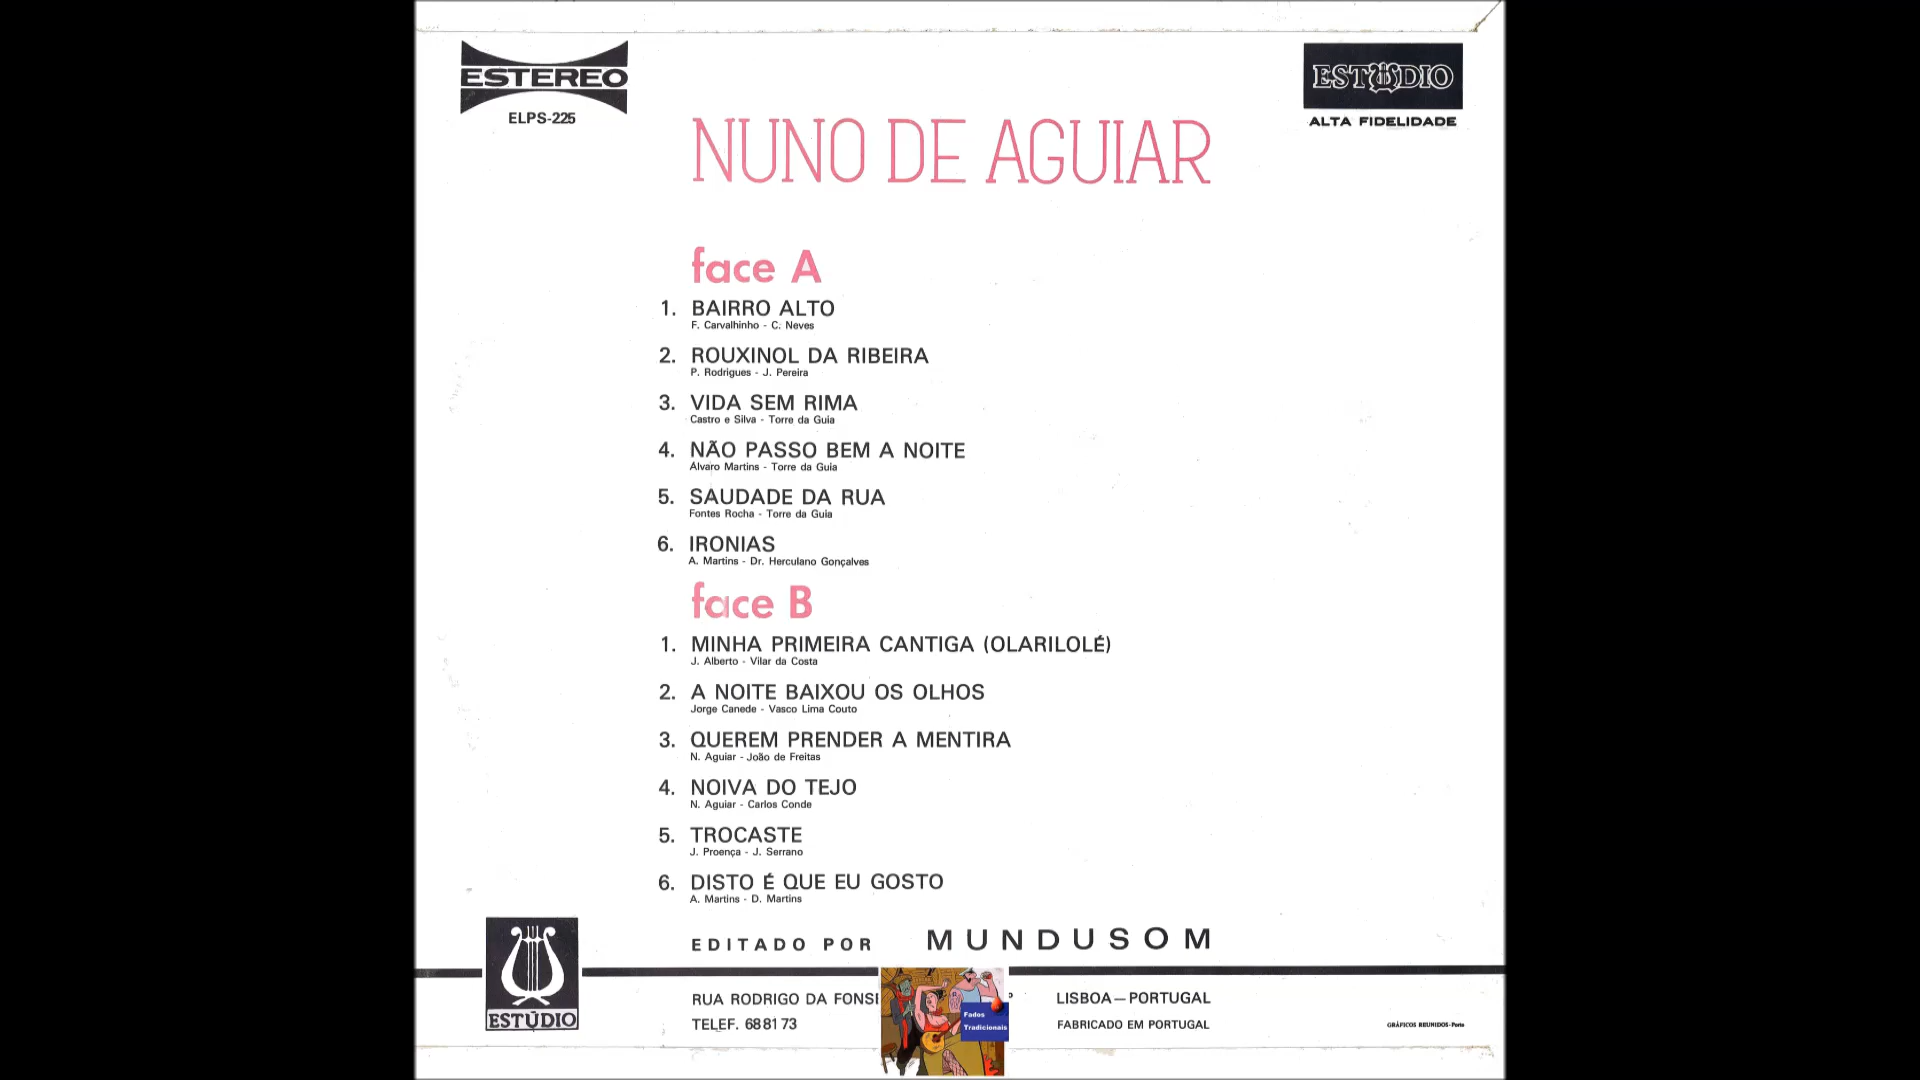 ESTEREO
ELPS-225
ESTÚDIO
ALTA FIDELIDADE
NUNO DE AGUIAR
face A
1. BAIRRO ALTO
F. Carvalhinho - C. Neves
2. ROUXINOL DA RIBEIRA
P. Rodrigues - J. Pereira
3. VIDA SEM RIMA
Castro e Silva - Torre da Guia
4. NÃO PASSO BEM A NOITE
Álvaro Martins - Torre da Guia
5. SAUDADE DA RUA
Fontes Rocha - Torre da Guia
6. IRONIAS
A. Martins - Dr. Herculano Gonçalves
face B
1. MINHA PRIMEIRA CANTIGA (OLARILOLÉ)
J. Alberto - Vilar da Costa
2. A NOITE BAIXOU OS OLHOS
Jorge Canede - Vasco Lima Couto
3. QUEREM PRENDER A MENTIRA
N. Aguiar - João de Freitas
4. NOIVA DO TEJO
N. Aguiar - Carlos Conde
5. TROCASTE
J. Proença - J. Serrano
6. DISTO É QUE EU GOSTO
A. Martins - D. Martins
EDITADO POR MUNDUSOM
ESTÚDIO
RUA RODRIGO DA LISBOA — PORTUGAL
TELEF. 68 81 73 FABRICADO EM PORTUGAL
GRÁFICOS REUNIDOS - Porto
Fados
Tradicionais